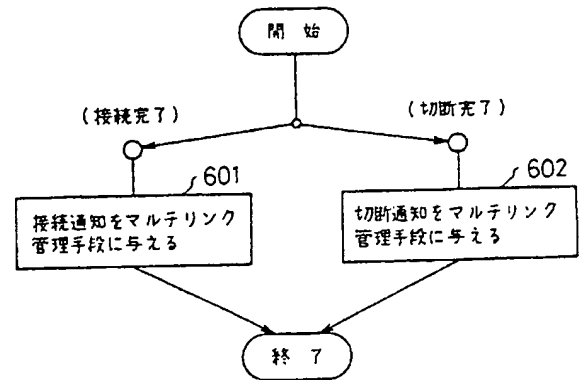 開始
(接続完了)
(切断完了)
601
602
接続通知をマルチリンク
管理手段に与える
切断通知をマルチリンク
管理手段に与える
終了